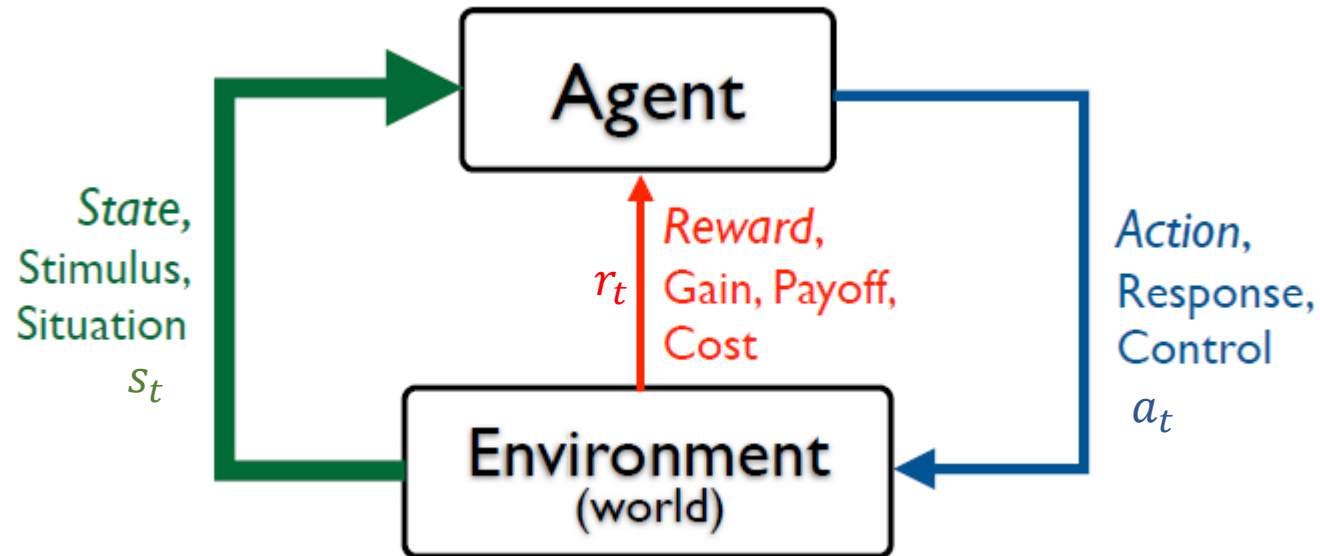 Agent
State,
Stimulus,
Situation
s_t
r_t
Reward,
Gain, Payoff,
Cost
Action,
Response,
Control
a_t
Environment
(world)